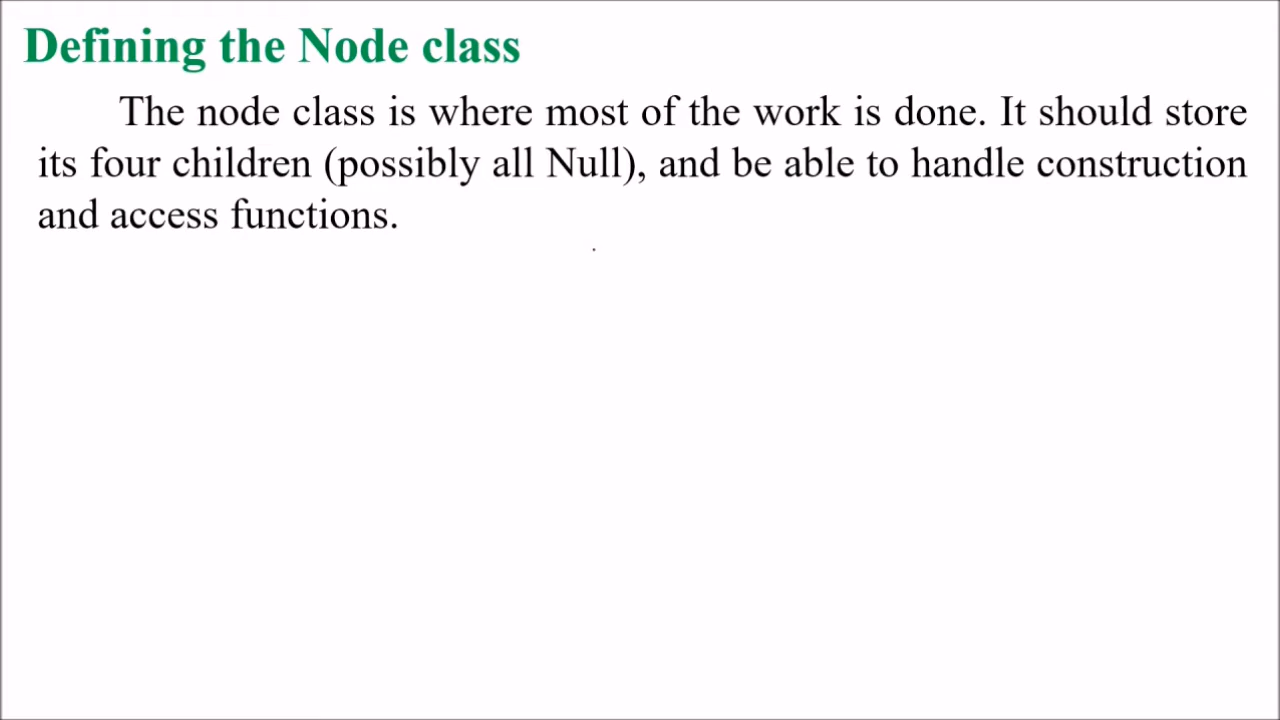 Defining the Node class
The node class is where most of the work is done. It should store
its four children (possibly all Null), and be able to handle construction
and access functions.